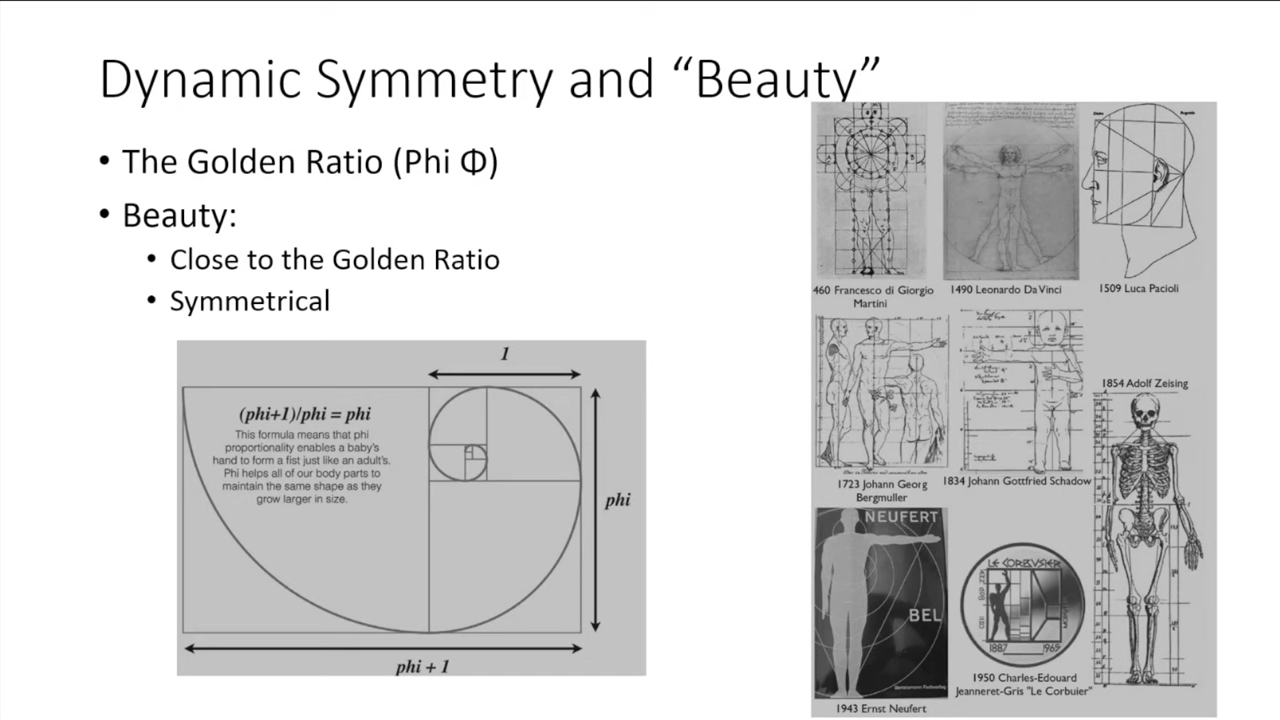 Dynamic Symmetry and “Beauty”
• The Golden Ratio (Phi Φ)
• Beauty:
• Close to the Golden Ratio
• Symmetrical
1
(phi+1)/phi = phi
This formula means that phi
proportionality enables a baby's
hand to form a fist just like an adult's.
Phi helps all of our body parts to
maintain the same shape as they
grow larger in size.
phi
phi + 1
460 Francesco di Giorgio
Martini
1490 Leonardo Da Vinci
1509 Luca Pacioli
1723 Johann Georg
Bergmuller
1834 Johann Gottfried Schadow
1854 Adolf Zeising
NEUFERT
BEL
1943 Ernst Neufert
LE CORBUSIER
1887
1965
1950 Charles-Edouard
Jeanneret-Gris "Le Corbuier"